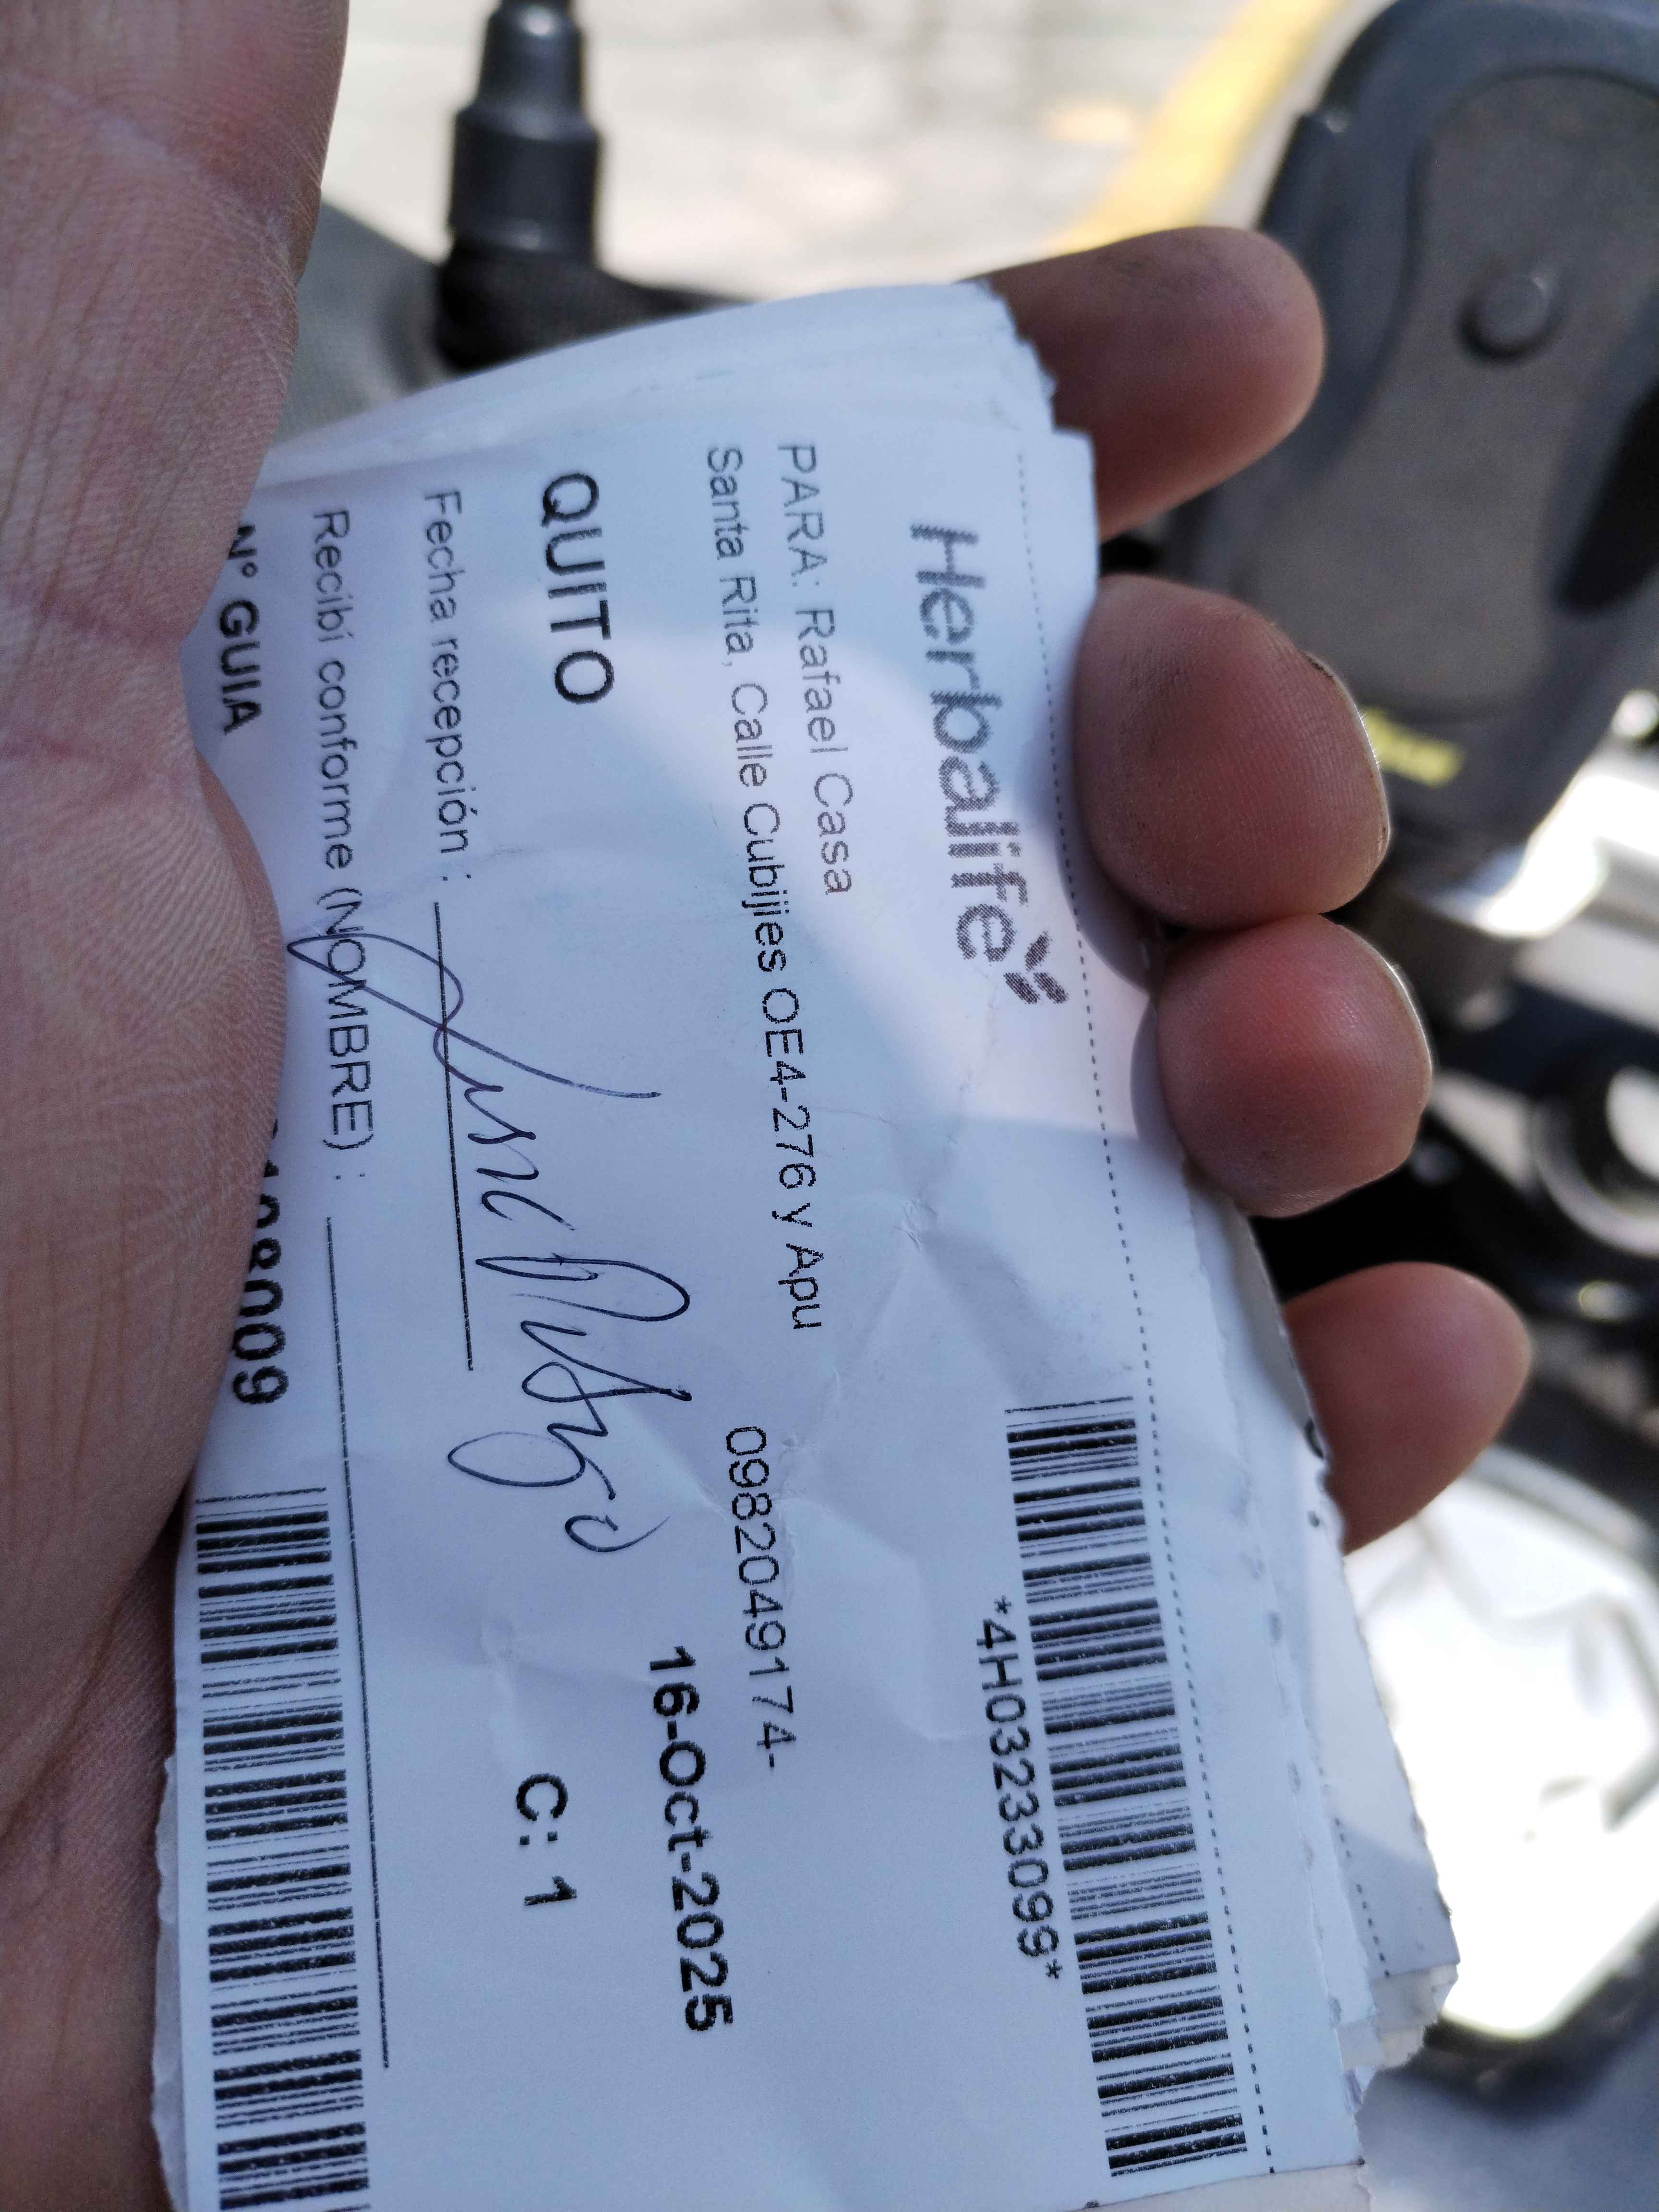 Herbalife
*4H03233099*
PARA: Rafael Casa
Santa Rita, Calle Cubijies OE4-276 y Apu
0982049174-
16-Oct-2025
QUITO
C: 1
Fecha recepción :
Recibí conforme (NOMBRE) :
N° GUIA